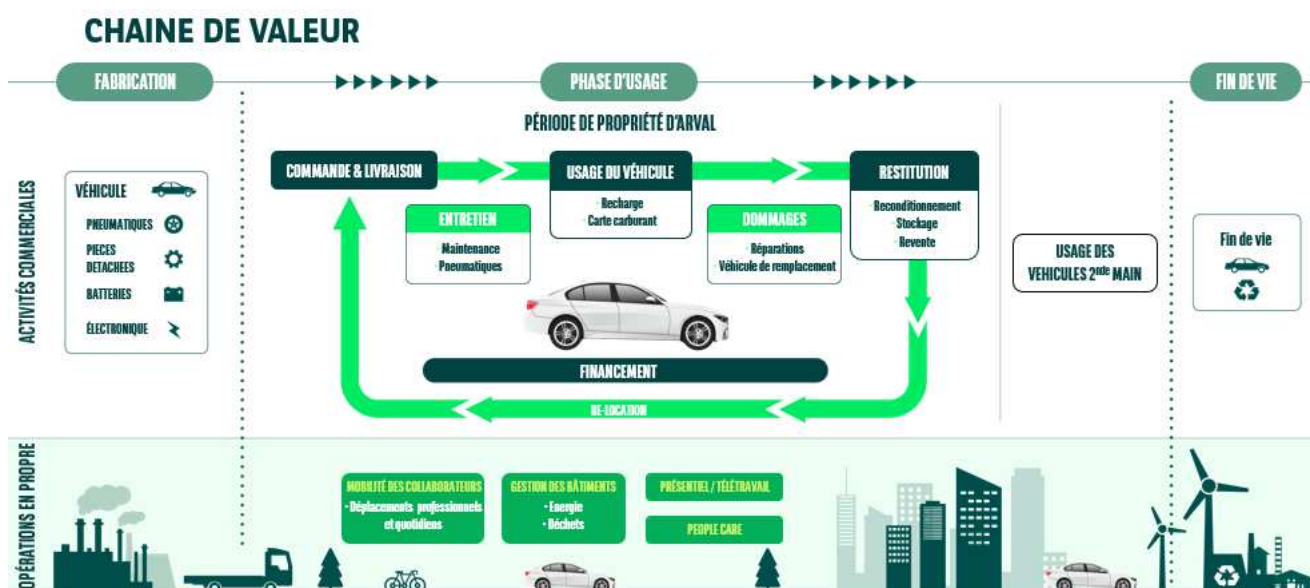 CHAINE DE VALEUR
FABRICATION
PHASE D'USAGE
FIN DE VIE
PÉRIODE DE PROPRIÉTÉ D'ARVAL
ACTIVITÉS COMMERCIALES
VÉHICULE
PNEUMATIQUES
PIECES
DETACHEES
BATTERIES
ÉLECTRONIQUE
COMMANDE & LIVRAISON
USAGE DU VÉHICULE
· Recharge
· Carte carburant
RESTITUTION
· Reconditionnement
· Stockage
· Revente
ENTRETIEN
· Maintenance
· Pneumatiques
DOMMAGES
· Réparations
· Véhicule de remplacement
FINANCEMENT
RE-LOCATION
USAGE DES
VEHICULES 2nde MAIN
Fin de vie
OPÉRATIONS EN PROPRE
MOBILITÉ DES COLLABORATEURS
· Déplacements professionnels
et quotidiens
GESTION DES BÂTIMENTS
· Energie
· Déchets
PRÉSENTIEL / TÉLÉTRAVAIL
PEOPLE CARE